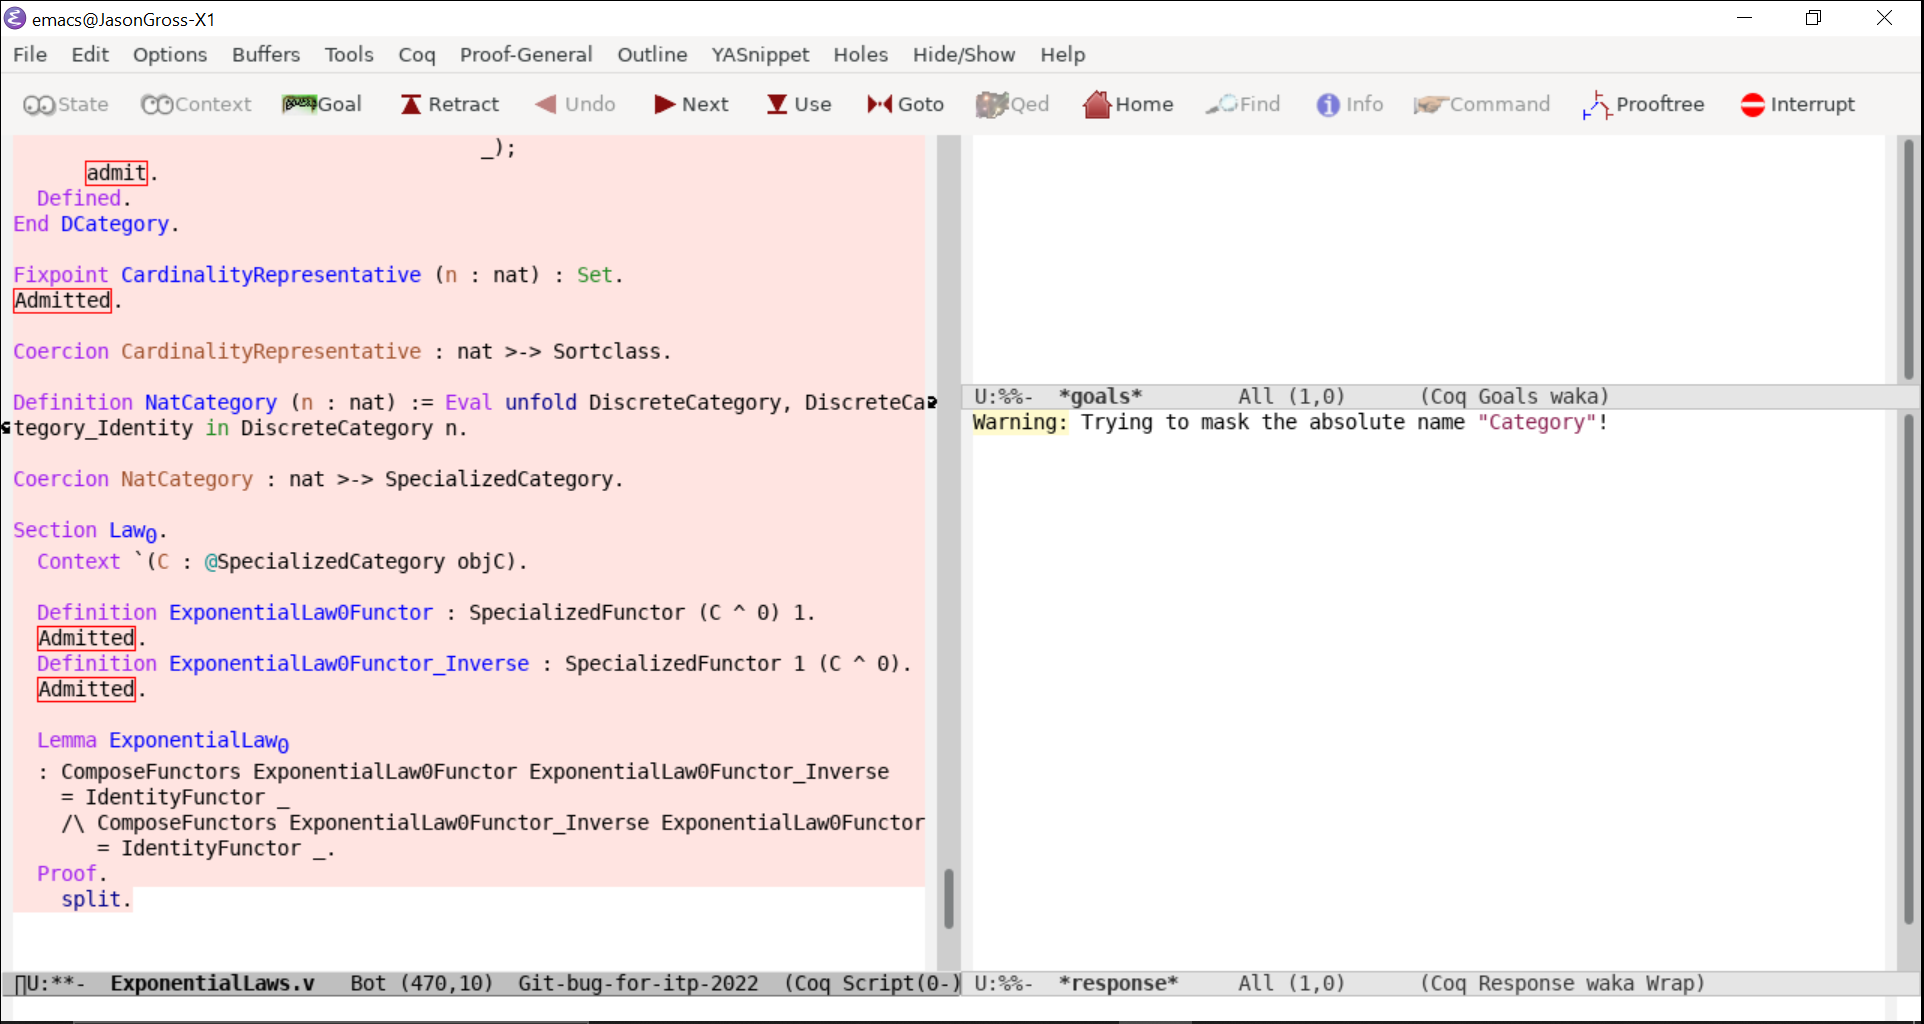 emacs@JasonGross-X1
File Edit Options Buffers Tools Coq Proof-General Outline YASnippet Holes Hide/Show Help
State Context Goal Retract Undo Next Use Goto Qed Home Find Info Command Prooftree Interrupt
_);
admit.
Defined.
End DCategory.
Fixpoint CardinalityRepresentative (n : nat) : Set.
Admitted.
Coercion CardinalityRepresentative : nat >-> Sortclass.
Definition NatCategory (n : nat) := Eval unfold DiscreteCategory, DiscreteCa
tegory_Identity in DiscreteCategory n.
Coercion NatCategory : nat >-> SpecializedCategory.
Section Law₀.
Context `(C : @SpecializedCategory objC).
Definition ExponentialLaw0Functor : SpecializedFunctor (C ^ 0) 1.
Admitted.
Definition ExponentialLaw0Functor_Inverse : SpecializedFunctor 1 (C ^ 0).
Admitted.
Lemma ExponentialLaw₀
: ComposeFunctors ExponentialLaw0Functor ExponentialLaw0Functor_Inverse
= IdentityFunctor _
/\ ComposeFunctors ExponentialLaw0Functor_Inverse ExponentialLaw0Functor
= IdentityFunctor _.
Proof.
split.
U:**- ExponentialLaws.v Bot (470,10) Git-bug-for-itp-2022 (Coq Script(0-)
U:%%- *goals* All (1,0) (Coq Goals waka)
Warning: Trying to mask the absolute name "Category"!
U:%%- *response* All (1,0) (Coq Response waka Wrap)